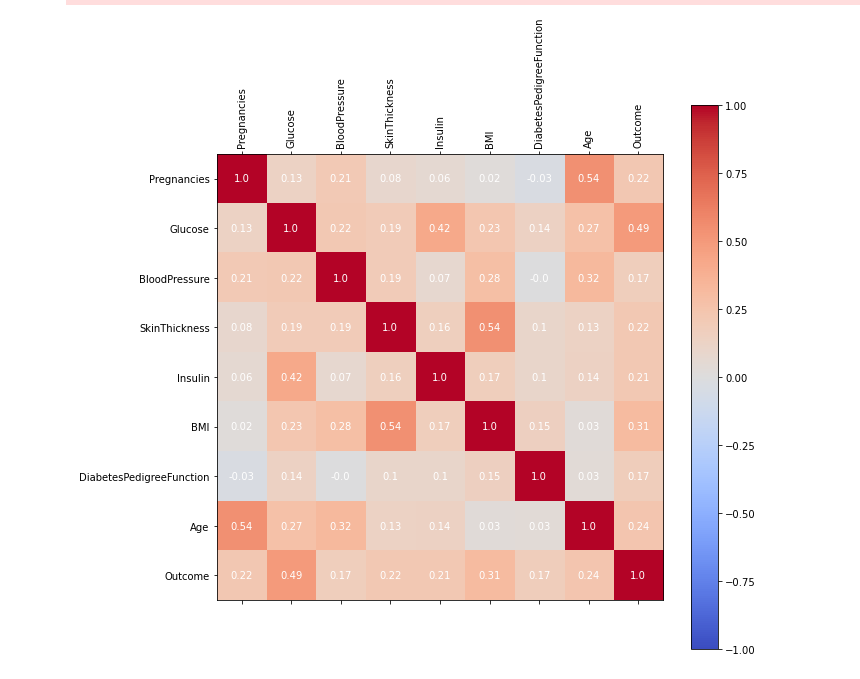 Pregnancies Glucose BloodPressure SkinThickness Insulin BMI DiabetesPedigreeFunction Age Outcome
Pregnancies 1.0 0.13 0.21 0.08 0.06 0.02 -0.03 0.54 0.22
Glucose 0.13 1.0 0.22 0.19 0.42 0.23 0.14 0.27 0.49
BloodPressure 0.21 0.22 1.0 0.19 0.07 0.28 -0.0 0.32 0.17
SkinThickness 0.08 0.19 0.19 1.0 0.16 0.54 0.1 0.13 0.22
Insulin 0.06 0.42 0.07 0.16 1.0 0.17 0.1 0.14 0.21
BMI 0.02 0.23 0.28 0.54 0.17 1.0 0.15 0.03 0.31
DiabetesPedigreeFunction -0.03 0.14 -0.0 0.1 0.1 0.15 1.0 0.03 0.17
Age 0.54 0.27 0.32 0.13 0.14 0.03 0.03 1.0 0.24
Outcome 0.22 0.49 0.17 0.22 0.21 0.31 0.17 0.24 1.0
1.00
0.75
0.50
0.25
0.00
−0.25
−0.50
−0.75
−1.00